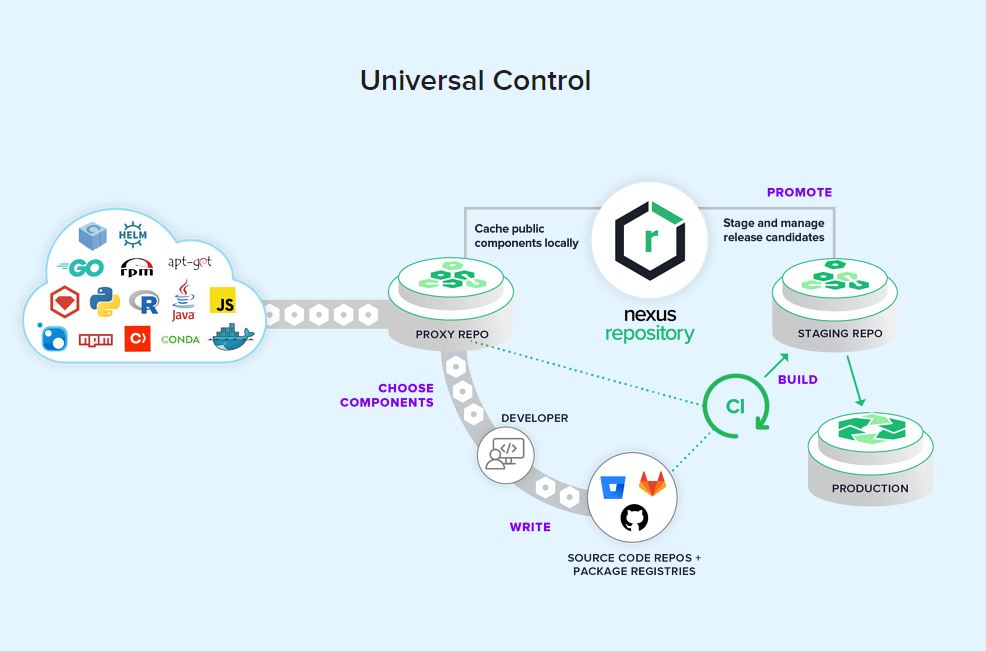 Universal Control
PROMOTE
Cache public
components locally
Stage and manage
release candidates
r
nexus
repository
HELM
GO
rpm
apt-get
R
Java
JS
npm
C
CONDA
PROXY REPO
STAGING REPO
CHOOSE
COMPONENTS
BUILD
CI
DEVELOPER
</>
PRODUCTION
WRITE
SOURCE CODE REPOS +
PACKAGE REGISTRIES